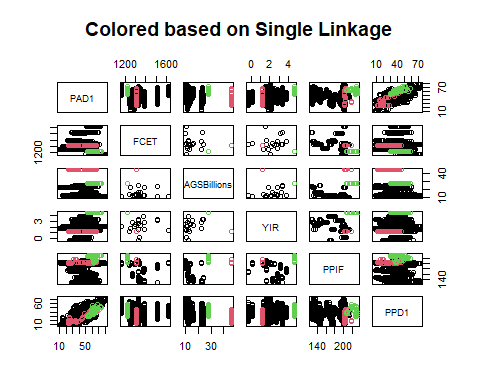 Colored based on Single Linkage
1200 1600
0 2 4
10 40 70
PAD1
10 70
1200
FCET
AGSBillions
10 40
0 3
YIR
PPIF
140
10 60
PPD1
10 50
10 30
140 200